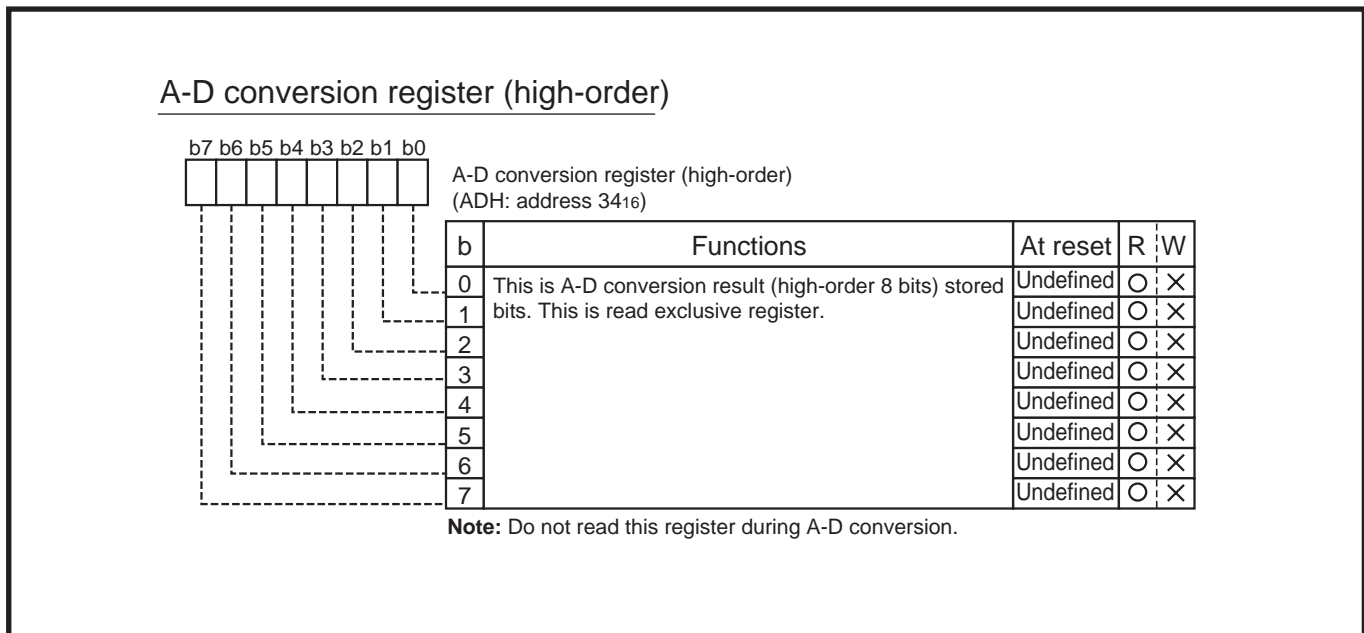 A-D conversion register (high-order)
b7 b6 b5 b4 b3 b2 b1 b0
A-D conversion register (high-order)
(ADH: address 3416)
b Functions At reset R W
0 This is A-D conversion result (high-order 8 bits) stored Undefined O X
1 bits. This is read exclusive register. Undefined O X
2 Undefined O X
3 Undefined O X
4 Undefined O X
5 Undefined O X
6 Undefined O X
7 Undefined O X
Note: Do not read this register during A-D conversion.